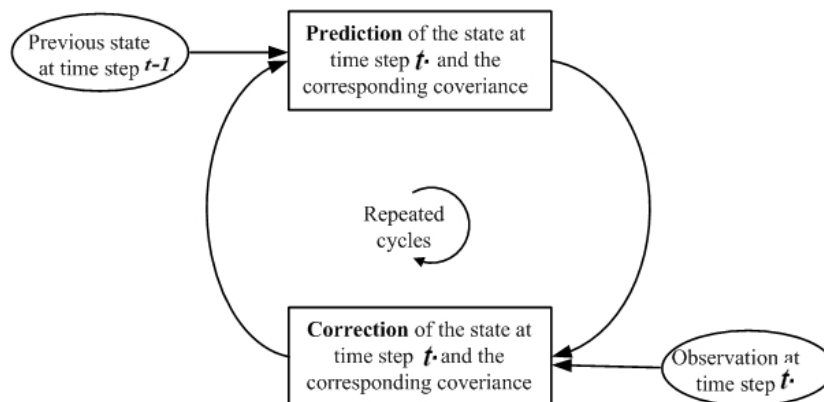 Previous state
at time step t-1
Prediction of the state at
time step t. and the
corresponding coveriance
Repeated
cycles
Correction of the state at
time step t. and the
corresponding coveriance
Observation at
time step t.